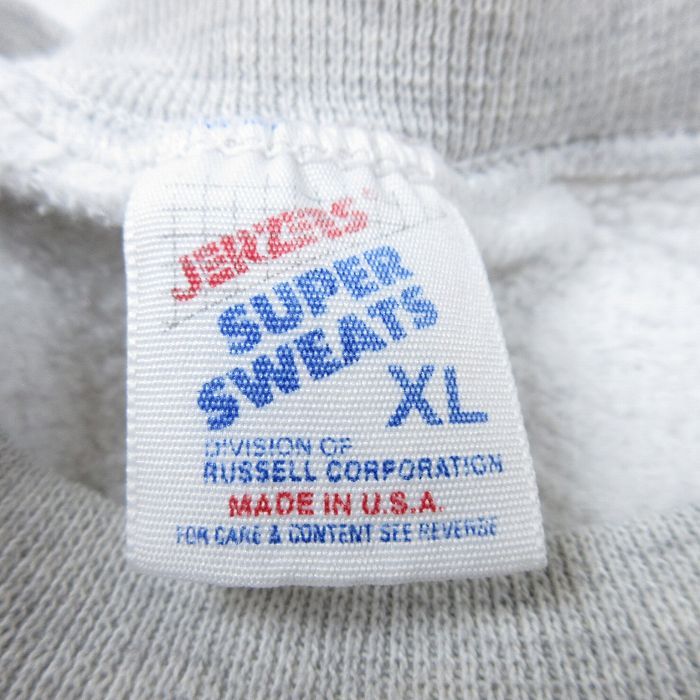 JERZEES
SUPER
SWEATS
XL
DIVISION OF
RUSSELL CORPORATION
MADE IN U.S.A.
FOR CARE & CONTENT SEE REVERSE